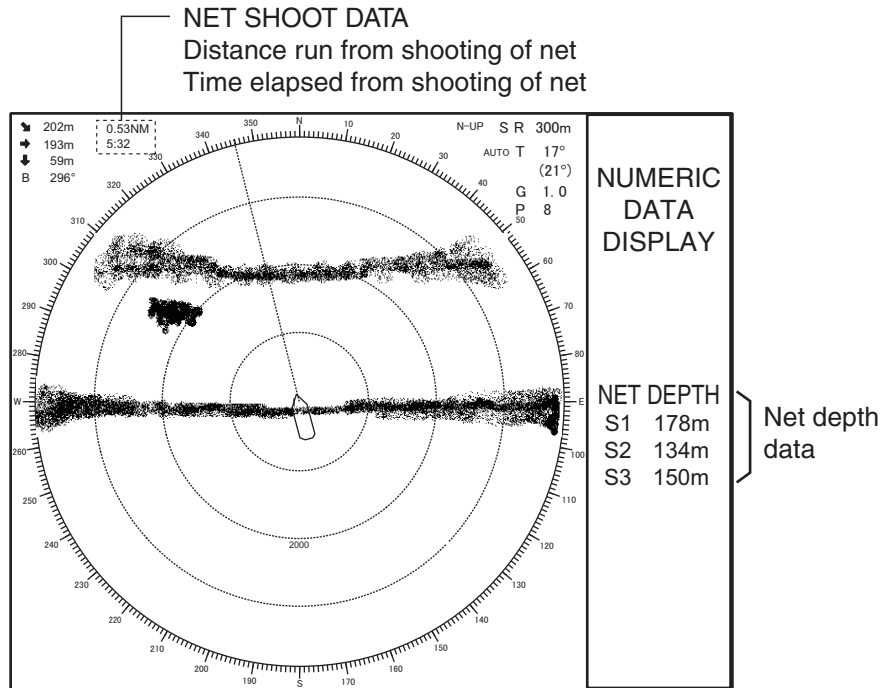 NET SHOOT DATA
Distance run from shooting of net
Time elapsed from shooting of net
202m
193m
59m
B 296°
0.53NM
5:32
N-UP S R 300m
AUTO T 17°
(21°)
G 1.0
P 8
N
10
20
30
40
50
60
70
80
E
100
110
120
130
140
150
160
170
S
190
200
210
220
230
240
250
260
W
280
290
300
310
320
330
340
350
2000
NUMERIC
DATA
DISPLAY
NET DEPTH
S1 178m
S2 134m
S3 150m
Net depth
data